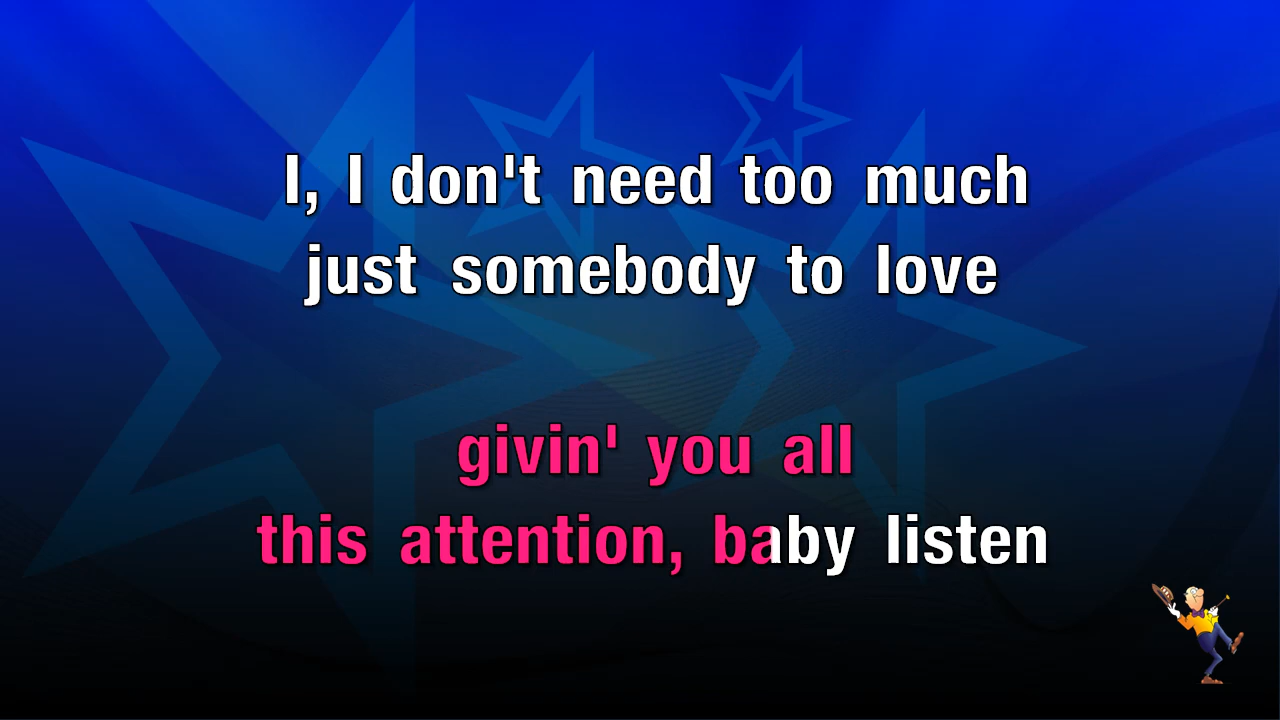 I, I don't need too much
just somebody to love
givin' you all
this attention, baby listen